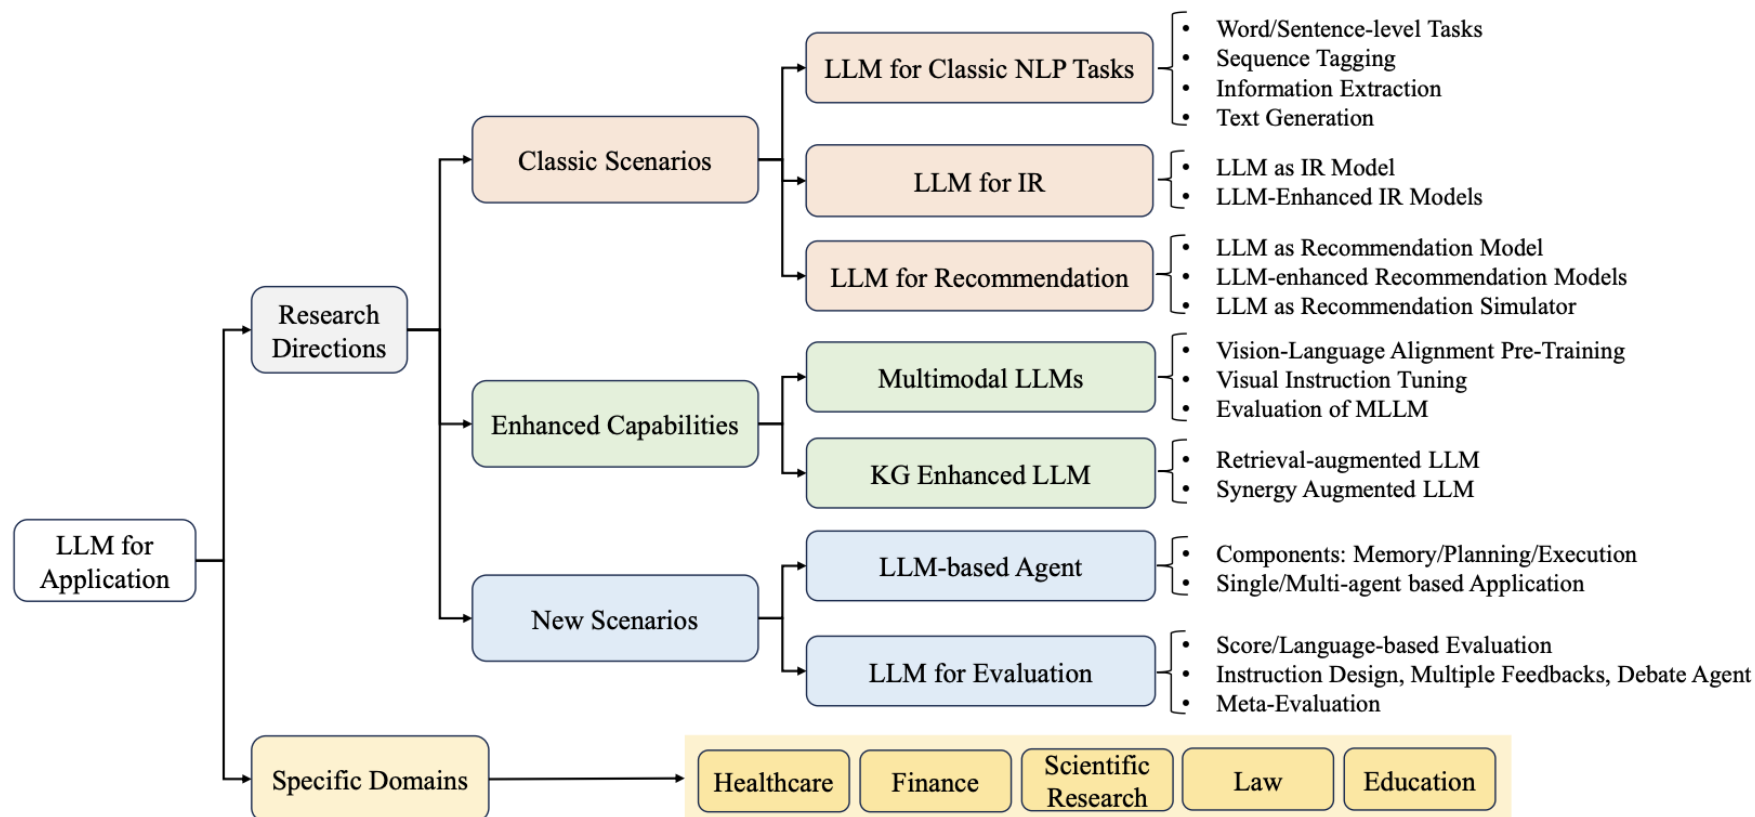 LLM for
Application
Research
Directions
Classic Scenarios
LLM for Classic NLP Tasks
• Word/Sentence-level Tasks
• Sequence Tagging
• Information Extraction
• Text Generation
LLM for IR
• LLM as IR Model
• LLM-Enhanced IR Models
LLM for Recommendation
• LLM as Recommendation Model
• LLM-enhanced Recommendation Models
• LLM as Recommendation Simulator
Enhanced Capabilities
Multimodal LLMs
• Vision-Language Alignment Pre-Training
• Visual Instruction Tuning
• Evaluation of MLLM
KG Enhanced LLM
• Retrieval-augmented LLM
• Synergy Augmented LLM
New Scenarios
LLM-based Agent
• Components: Memory/Planning/Execution
• Single/Multi-agent based Application
LLM for Evaluation
• Score/Language-based Evaluation
• Instruction Design, Multiple Feedbacks, Debate Agent
• Meta-Evaluation
Specific Domains
Healthcare
Finance
Scientific
Research
Law
Education